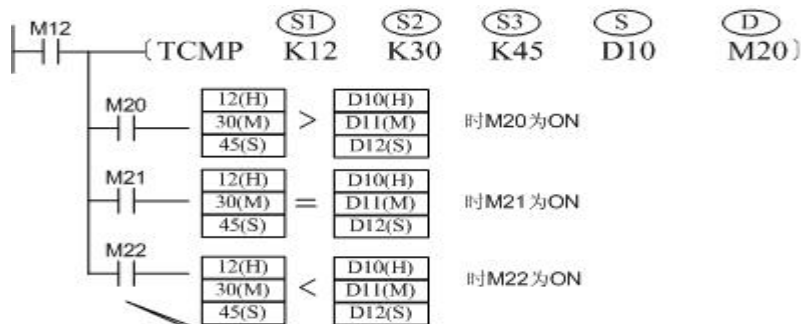 M12
S1 S2 S3 S D
TCMP K12 K30 K45 D10 M20
M20
12(H) D10(H)
30(M) > D11(M) 时M20为ON
45(S) D12(S)
M21
12(H) D10(H)
30(M) = D11(M) 时M21为ON
45(S) D12(S)
M22
12(H) D10(H)
30(M) < D11(M) 时M22为ON
45(S) D12(S)